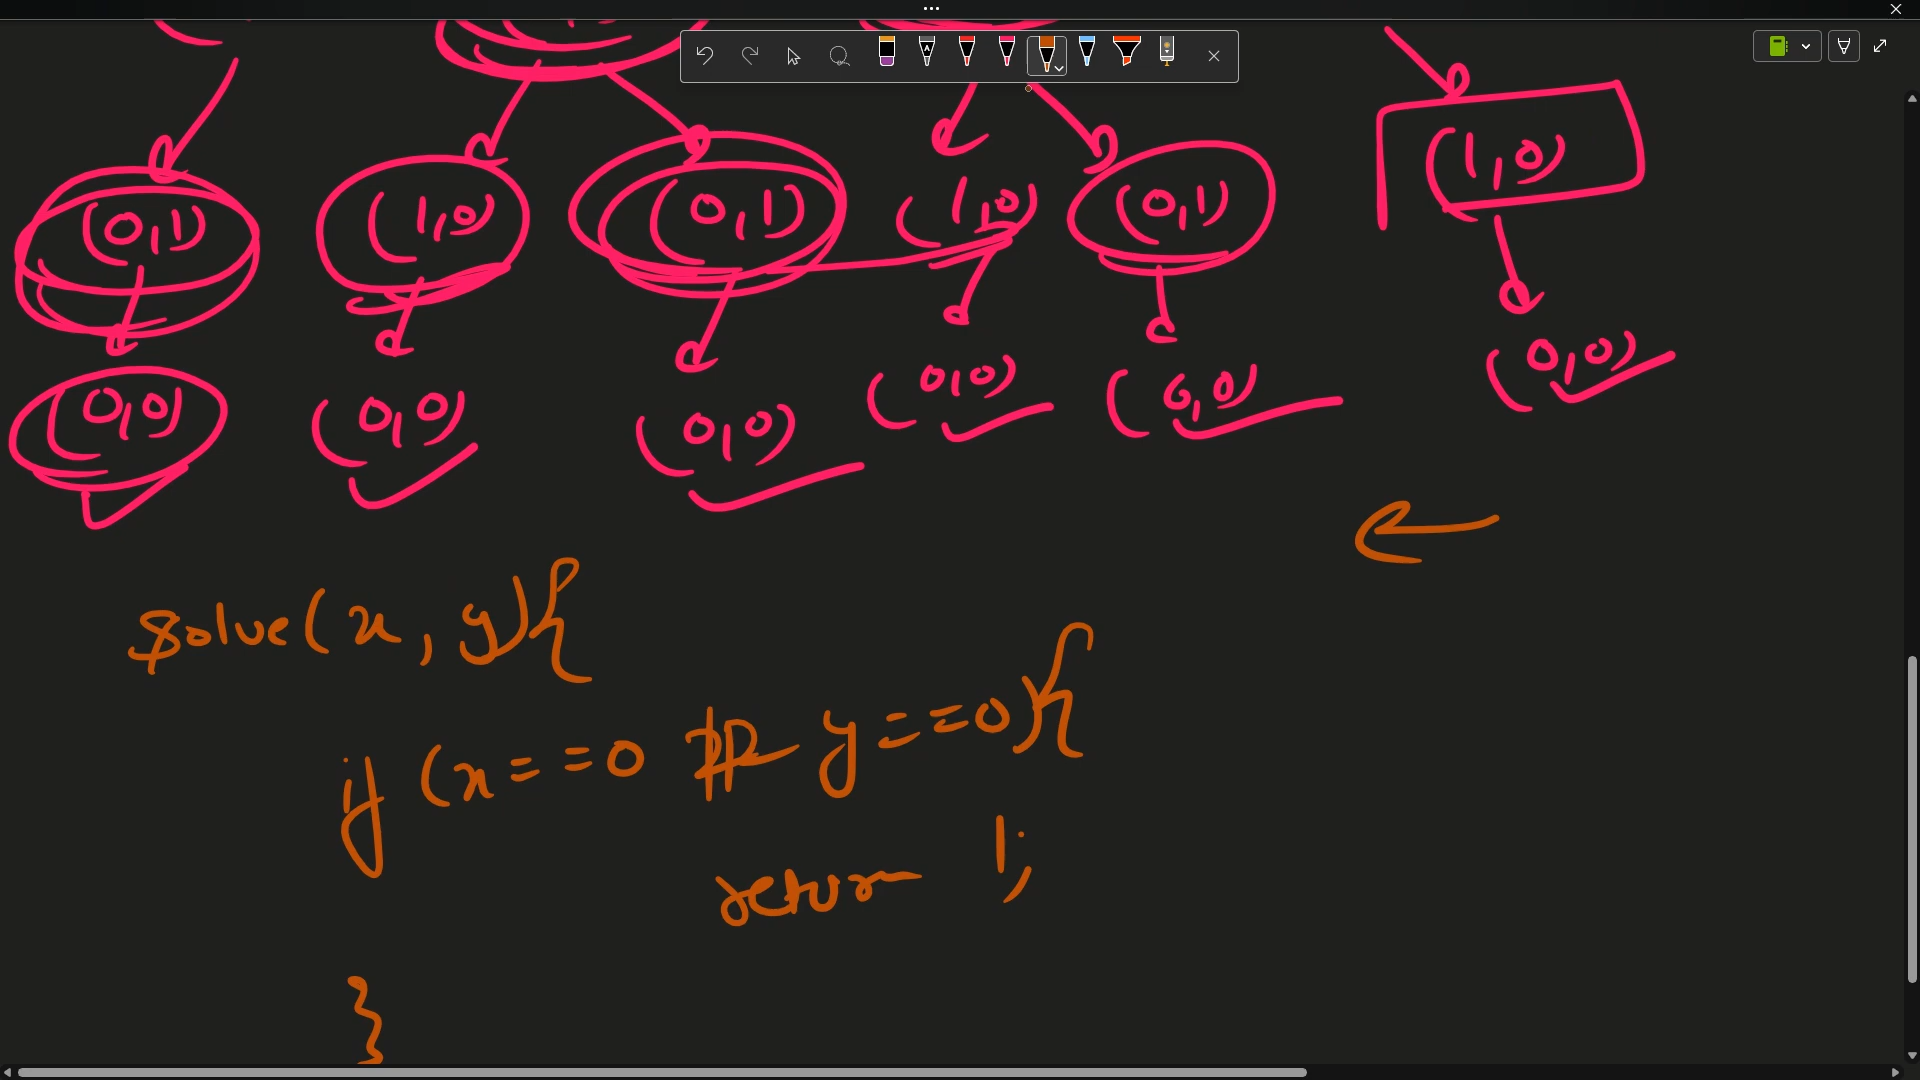 (1,0)
(0,1) (1,0) (0,1) (1,0) (0,1)
(0,0) (0,0) (0,0) (0,0) (0,0) (0,0)
solve(x, y){
if (x==0 && y==0){
return 1;
}